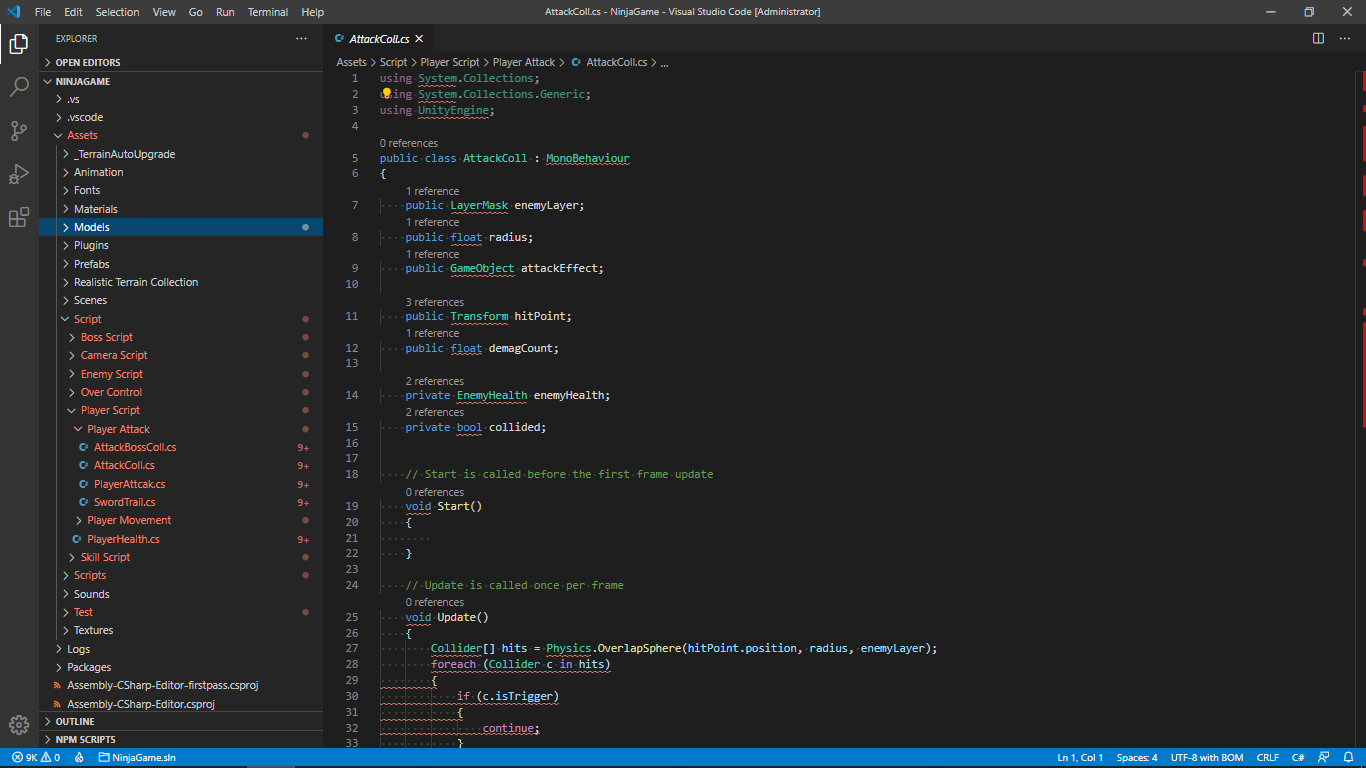 File Edit Selection View Go Run Terminal Help
AttackColl.cs - NinjaGame - Visual Studio Code [Administrator]
EXPLORER
OPEN EDITORS
NINJAGAME
.vs
.vscode
Assets
_TerrainAutoUpgrade
Animation
Fonts
Materials
Models
Plugins
Prefabs
Realistic Terrain Collection
Scenes
Script
Boss Script
Camera Script
Enemy Script
Over Control
Player Script
Player Attack
AttackBossColl.cs 9+
AttackColl.cs 9+
PlayerAttcak.cs 9+
SwordTrail.cs 9+
Player Movement
PlayerHealth.cs 9+
Skill Script
Scripts
Sounds
Test
Textures
Logs
Packages
Assembly-CSharp-Editor-firstpass.csproj
Assembly-CSharp-Editor.csproj
OUTLINE
NPM SCRIPTS
AttackColl.cs
Assets > Script > Player Script > Player Attack > AttackColl.cs > ...
1 using System.Collections;
2 using System.Collections.Generic;
3 using UnityEngine;
4
0 references
5 public class AttackColl : MonoBehaviour
6 {
1 reference
7 public LayerMask enemyLayer;
1 reference
8 public float radius;
1 reference
9 public GameObject attackEffect;
10
3 references
11 public Transform hitPoint;
1 reference
12 public float demagCount;
13
2 references
14 private EnemyHealth enemyHealth;
2 references
15 private bool collided;
16
17
18 // Start is called before the first frame update
0 references
19 void Start()
20 {
21
22 }
23
24 // Update is called once per frame
0 references
25 void Update()
26 {
27 Collider[] hits = Physics.OverlapSphere(hitPoint.position, radius, enemyLayer);
28 foreach (Collider c in hits)
29 {
30 if (c.isTrigger)
31 {
32 continue;
33 }
9K 0 NinjaGame.sln
Ln 1, Col 1 Spaces: 4 UTF-8 with BOM CRLF C#